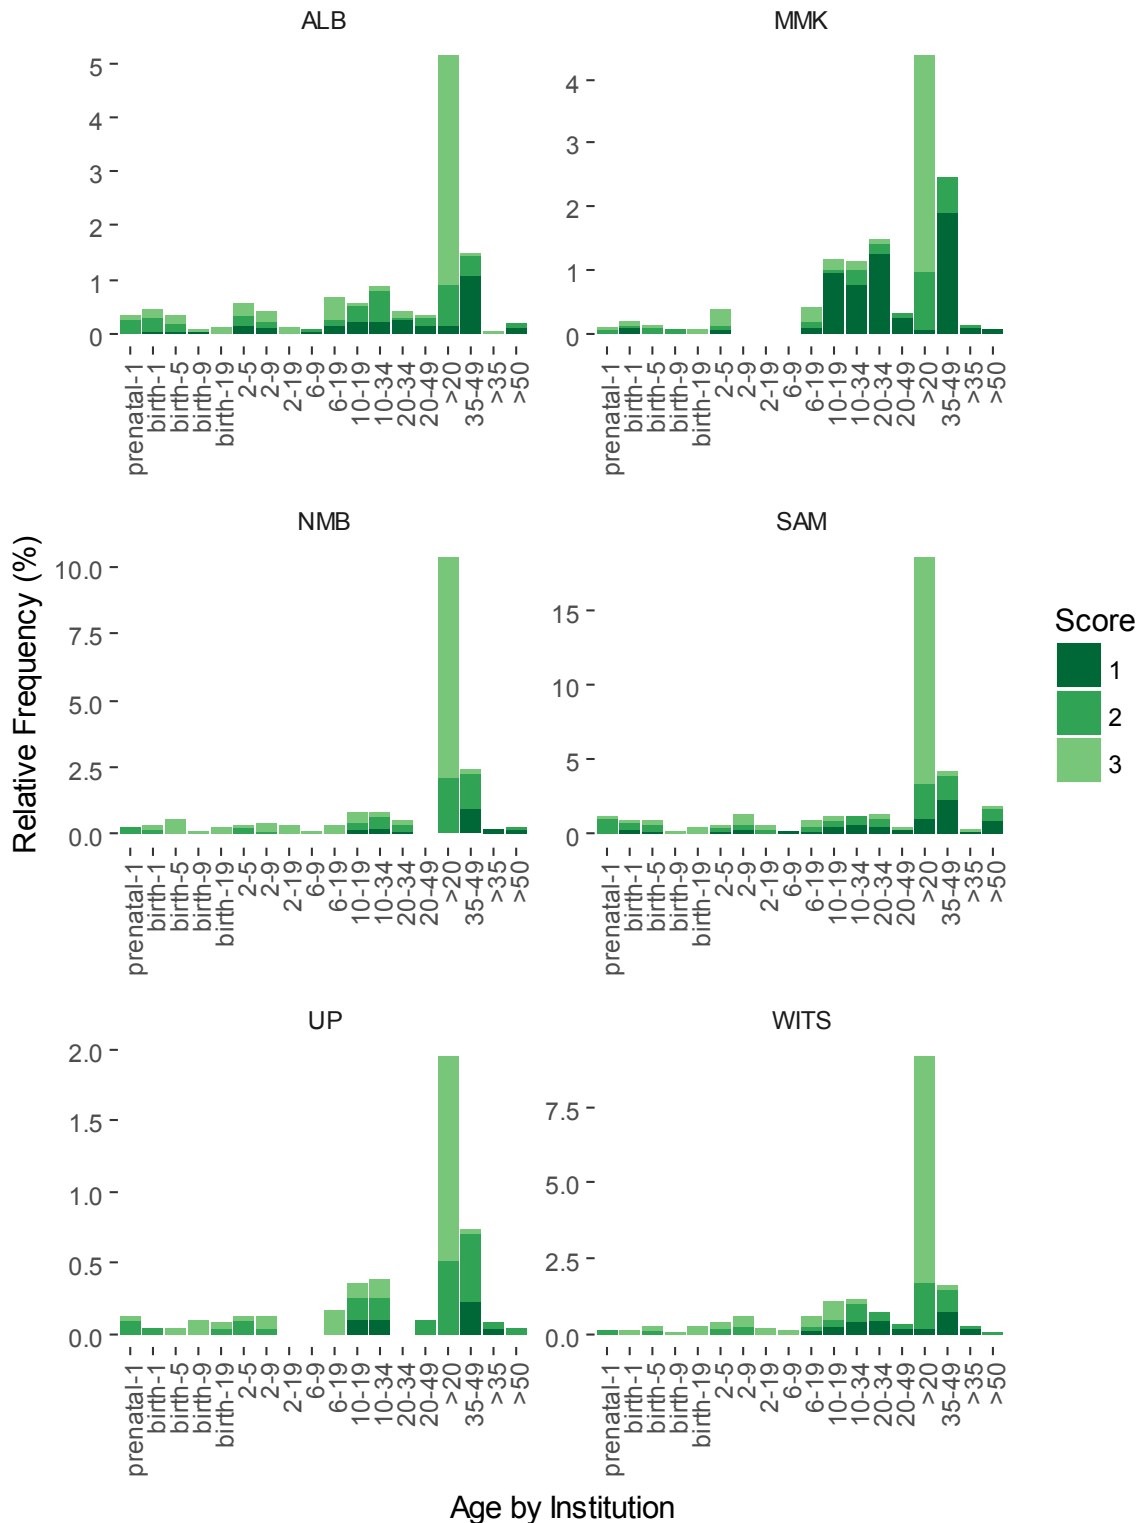 ALB
MMK
5
4
3
2
1
0
4
3
2
1
0
prenatal-1
birth-1
birth-5
birth-9
birth-19
2-5
2-9
2-19
6-9
6-19
10-19
10-34
20-34
20-49
>20
35-49
>35
>50
prenatal-1
birth-1
birth-5
birth-9
birth-19
2-5
2-9
2-19
6-9
6-19
10-19
10-34
20-34
20-49
>20
35-49
>35
>50
NMB
SAM
Relative Frequency (%)
10.0
7.5
5.0
2.5
0.0
15
10
5
0
Score
1
2
3
prenatal-1
birth-1
birth-5
birth-9
birth-19
2-5
2-9
2-19
6-9
6-19
10-19
10-34
20-34
20-49
>20
35-49
>35
>50
prenatal-1
birth-1
birth-5
birth-9
birth-19
2-5
2-9
2-19
6-9
6-19
10-19
10-34
20-34
20-49
>20
35-49
>35
>50
UP
WITS
2.0
1.5
1.0
0.5
0.0
7.5
5.0
2.5
0.0
prenatal-1
birth-1
birth-5
birth-9
birth-19
2-5
2-9
2-19
6-9
6-19
10-19
10-34
20-34
20-49
>20
35-49
>35
>50
prenatal-1
birth-1
birth-5
birth-9
birth-19
2-5
2-9
2-19
6-9
6-19
10-19
10-34
20-34
20-49
>20
35-49
>35
>50
Age by Institution